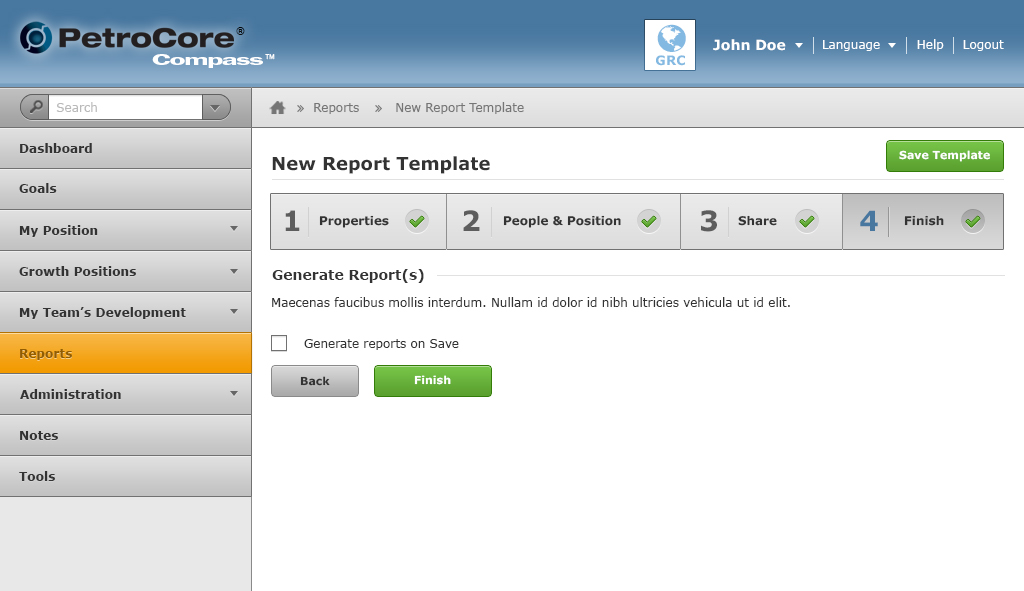 PetroCore®
Compass™
GRC
John Doe
Language
Help
Logout
Search
» Reports » New Report Template
Dashboard
Goals
My Position
Growth Positions
My Team’s Development
Reports
Administration
Notes
Tools
New Report Template
Save Template
1 Properties
2 People & Position
3 Share
4 Finish
Generate Report(s)
Maecenas faucibus mollis interdum. Nullam id dolor id nibh ultricies vehicula ut id elit.
Generate reports on Save
Back
Finish